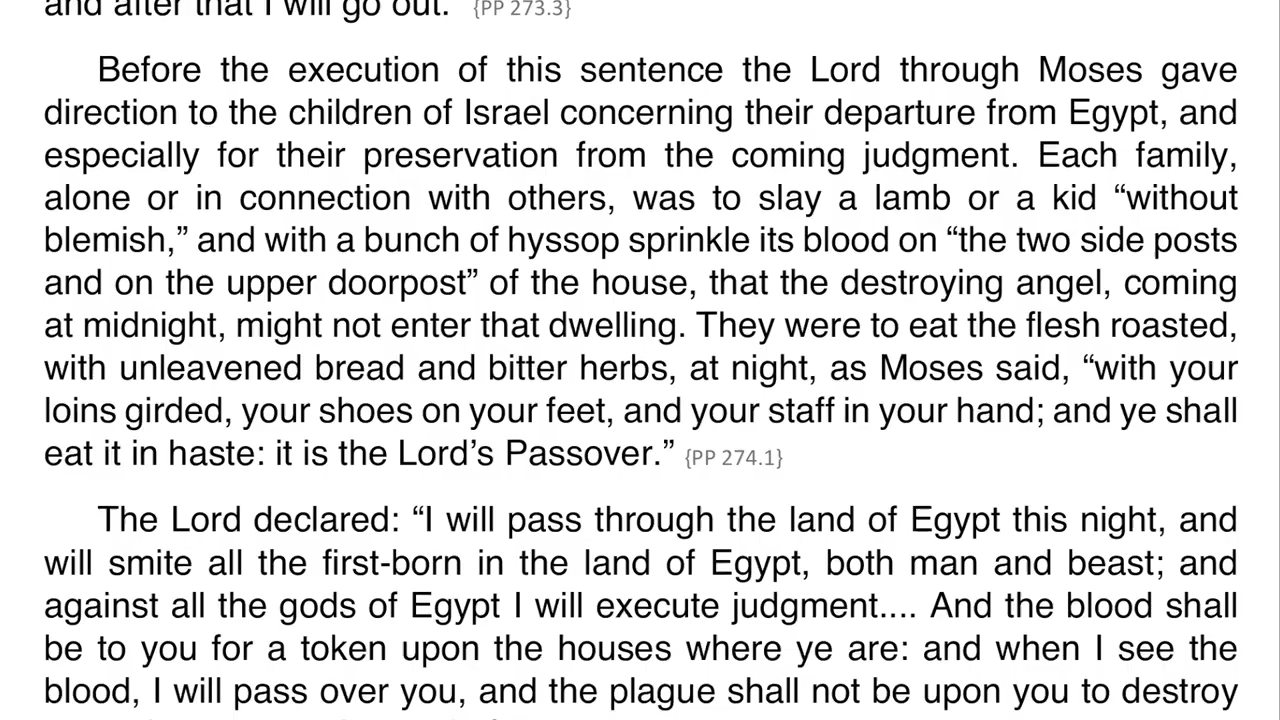 and after that I will go out." {PP 273.3}
Before the execution of this sentence the Lord through Moses gave
direction to the children of Israel concerning their departure from Egypt, and
especially for their preservation from the coming judgment. Each family,
alone or in connection with others, was to slay a lamb or a kid “without
blemish,” and with a bunch of hyssop sprinkle its blood on “the two side posts
and on the upper doorpost” of the house, that the destroying angel, coming
at midnight, might not enter that dwelling. They were to eat the flesh roasted,
with unleavened bread and bitter herbs, at night, as Moses said, “with your
loins girded, your shoes on your feet, and your staff in your hand; and ye shall
eat it in haste: it is the Lord’s Passover.” {PP 274.1}
The Lord declared: “I will pass through the land of Egypt this night, and
will smite all the first-born in the land of Egypt, both man and beast; and
against all the gods of Egypt I will execute judgment.... And the blood shall
be to you for a token upon the houses where ye are: and when I see the
blood, I will pass over you, and the plague shall not be upon you to destroy